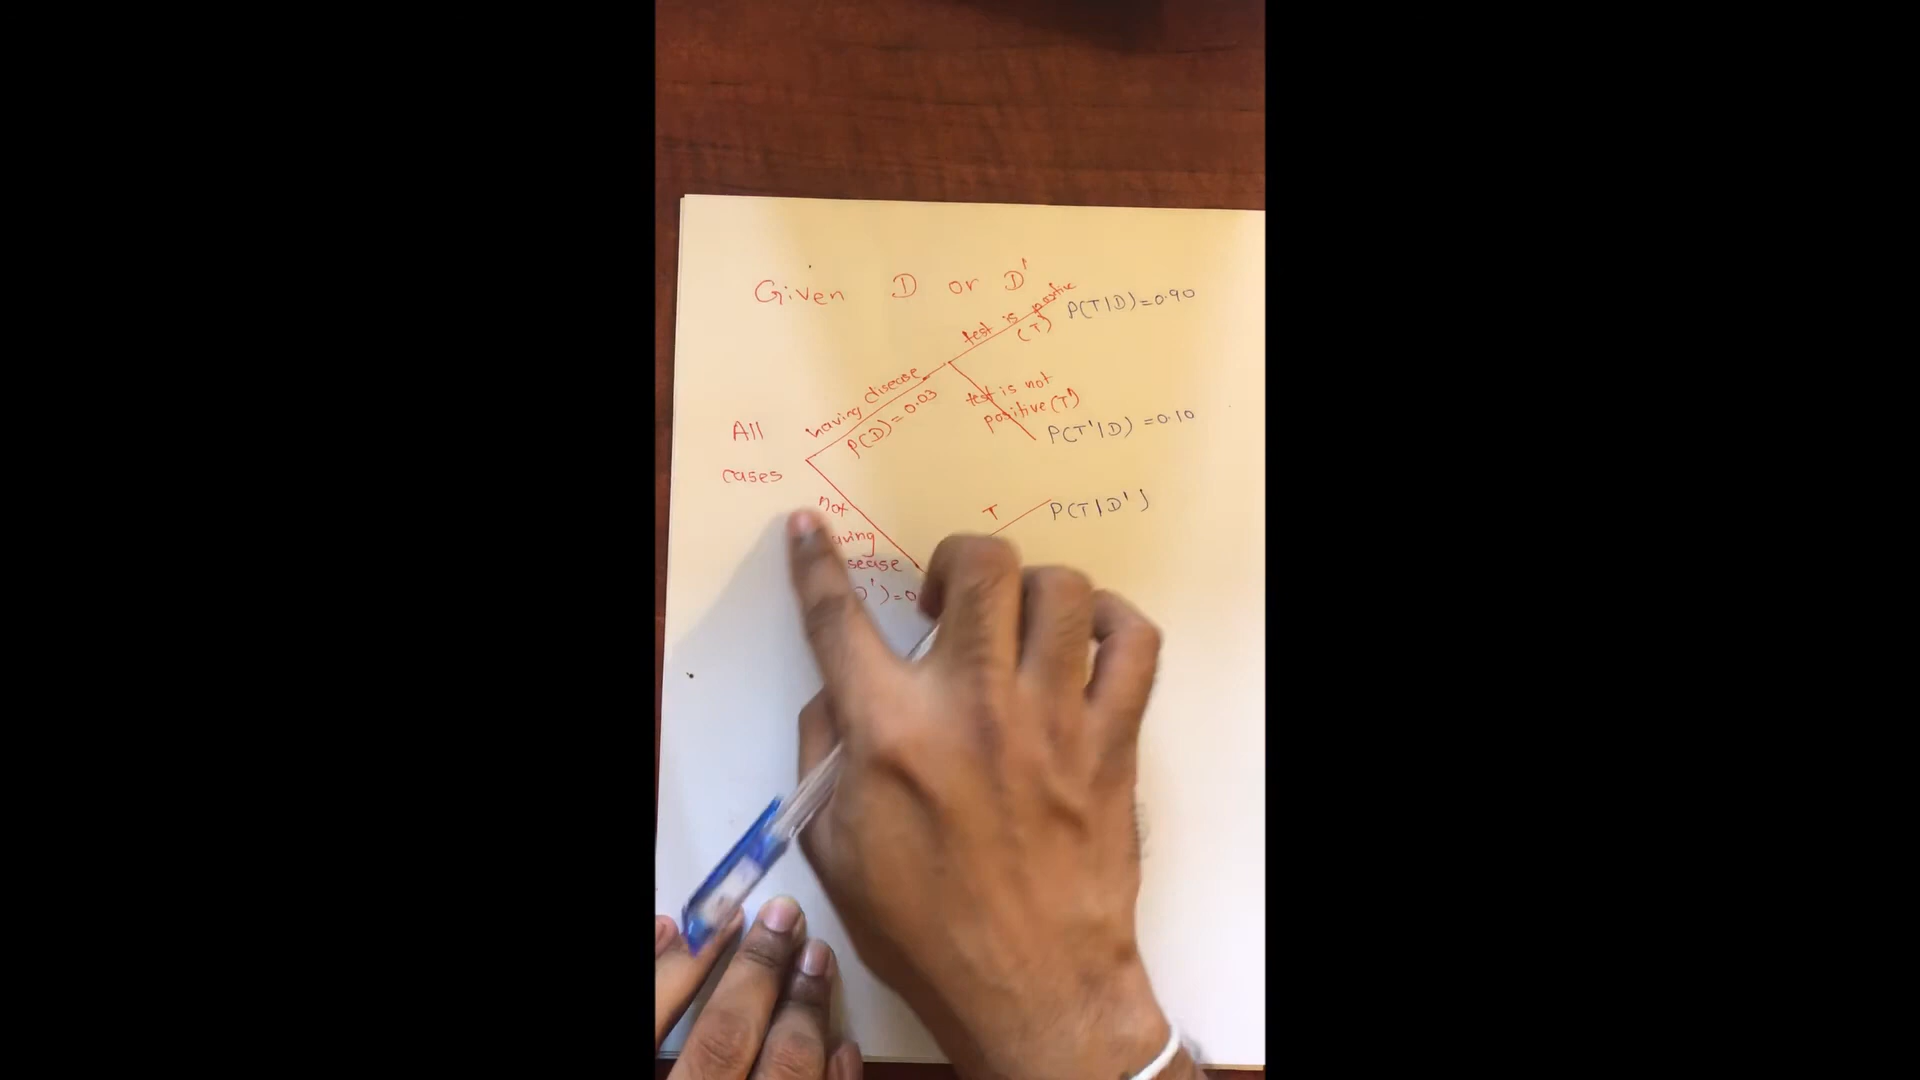 Given D or D'
test is positive
(T)
P(T|D)=0.90
having disease
P(D)=0.03
test is not
positive(T')
P(T'|D)=0.10
All
cases
T
P(T|D')
not